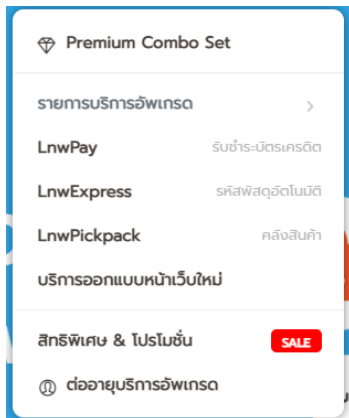 Premium Combo Set
รายการบริการอัพเกรด
LnwPay รับชำระบัตรเครดิต
LnwExpress รหัสพัสดุอัตโนมัติ
LnwPickpack คลังสินค้า
บริการออกแบบหน้าเว็บใหม่
สิทธิพิเศษ & โปรโมชั่น SALE
ต่ออายุบริการอัพเกรด